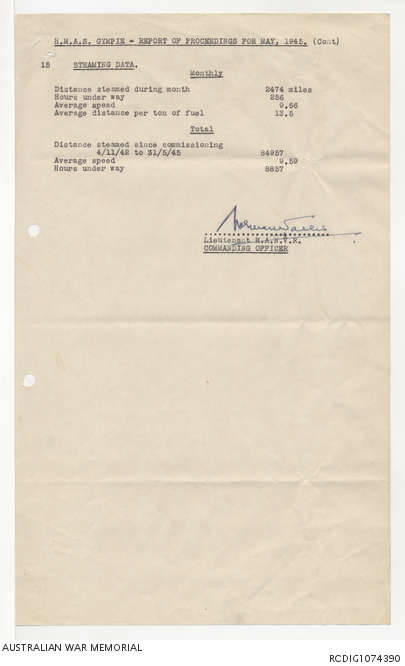 H.M.A.S. GYMPIE - REPORT OF PROCEEDINGS FOR MAY, 1945. (Cont)
15 STEAMING DATA.
Monthly
Distance steamed during month 2474 miles
Hours under way 256
Average speed 9.66
Average distance per ton of fuel 13.5
Total
Distance steamed since commissioning
4/11/42 to 31/5/45 84957
Average speed 9.59
Hours under way 8857
Lieutenant R.A.N.V.R.
COMMANDING OFFICER
AUSTRALIAN WAR MEMORIAL
RCDIG1074390